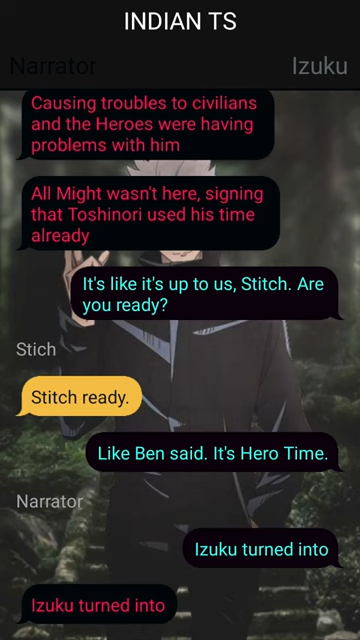 INDIAN TS
Narrator
Izuku
Causing troubles to civilians
and the Heroes were having
problems with him
All Might wasn't here, signing
that Toshinori used his time
already
It's like it's up to us, Stitch. Are
you ready?
Stich
Stitch ready.
Like Ben said. It's Hero Time.
Narrator
Izuku turned into
Izuku turned into